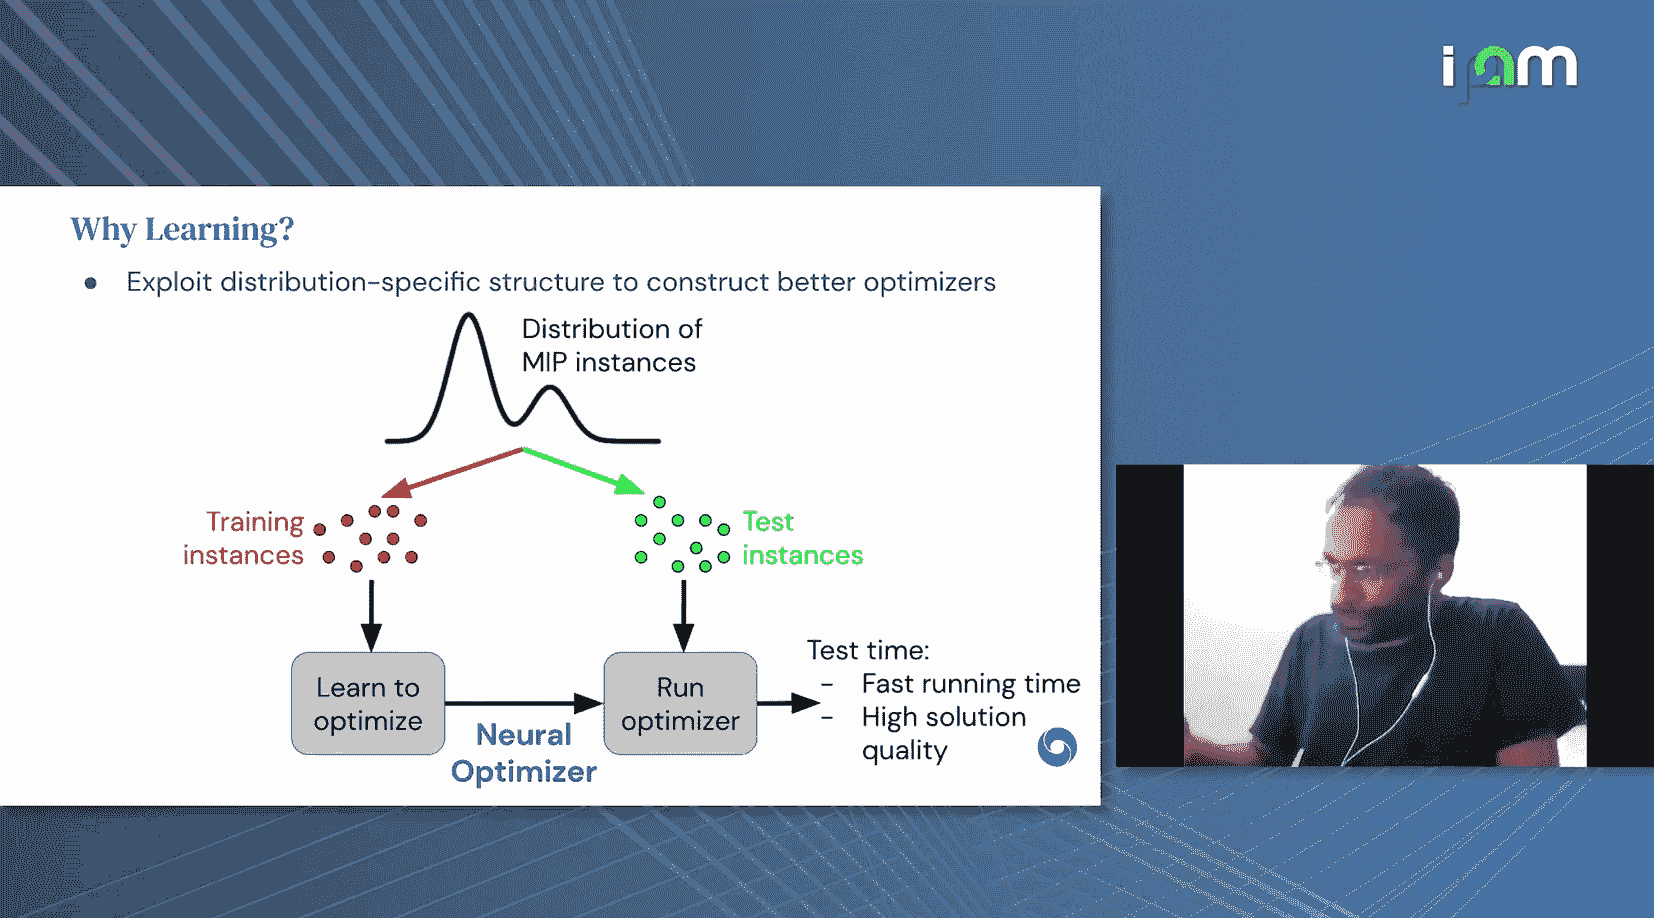 ipam
Why Learning?
● Exploit distribution-specific structure to construct better optimizers
Distribution of
MIP instances
Training
instances
Test
instances
Learn to
optimize
Neural
Optimizer
Run
optimizer
Test time:
- Fast running time
- High solution
quality